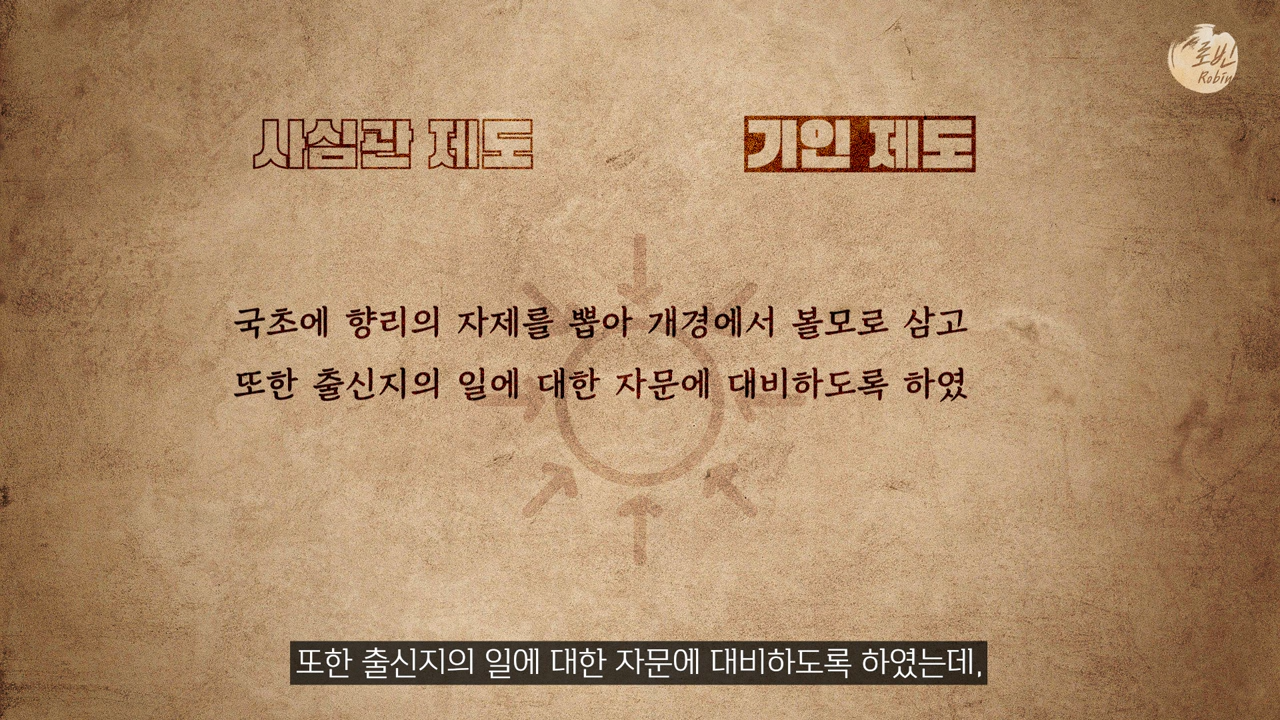 로빈
Robin
사심관 제도
기인 제도
국초에 향리의 자제를 뽑아 개경에서 볼모로 삼고
또한 출신지의 일에 대한 자문에 대비하도록 하였
또한 출신지의 일에 대한 자문에 대비하도록 하였는데,